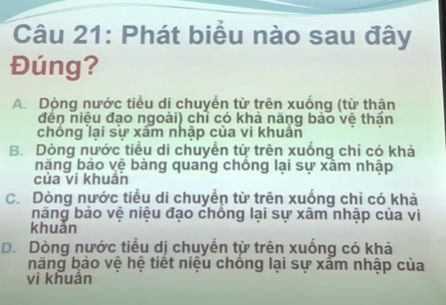 Câu 21: Phát biểu nào sau đây
Đúng?
A. Dòng nước tiểu di chuyển từ trên xuống (từ thận
đến niệu đạo ngoài) chỉ có khả năng bảo vệ thận
chống lại sự xâm nhập của vi khuẩn
B. Dòng nước tiểu di chuyển từ trên xuống chỉ có khả
năng bảo vệ bàng quang chống lại sự xâm nhập
của vi khuẩn
C. Dòng nước tiểu di chuyển từ trên xuống chỉ có khả
năng bảo vệ niệu đạo chống lại sự xâm nhập của vi
khuẩn
D. Dòng nước tiểu di chuyển từ trên xuống có khả
năng bảo vệ hệ tiết niệu chống lại sự xâm nhập của
vi khuẩn